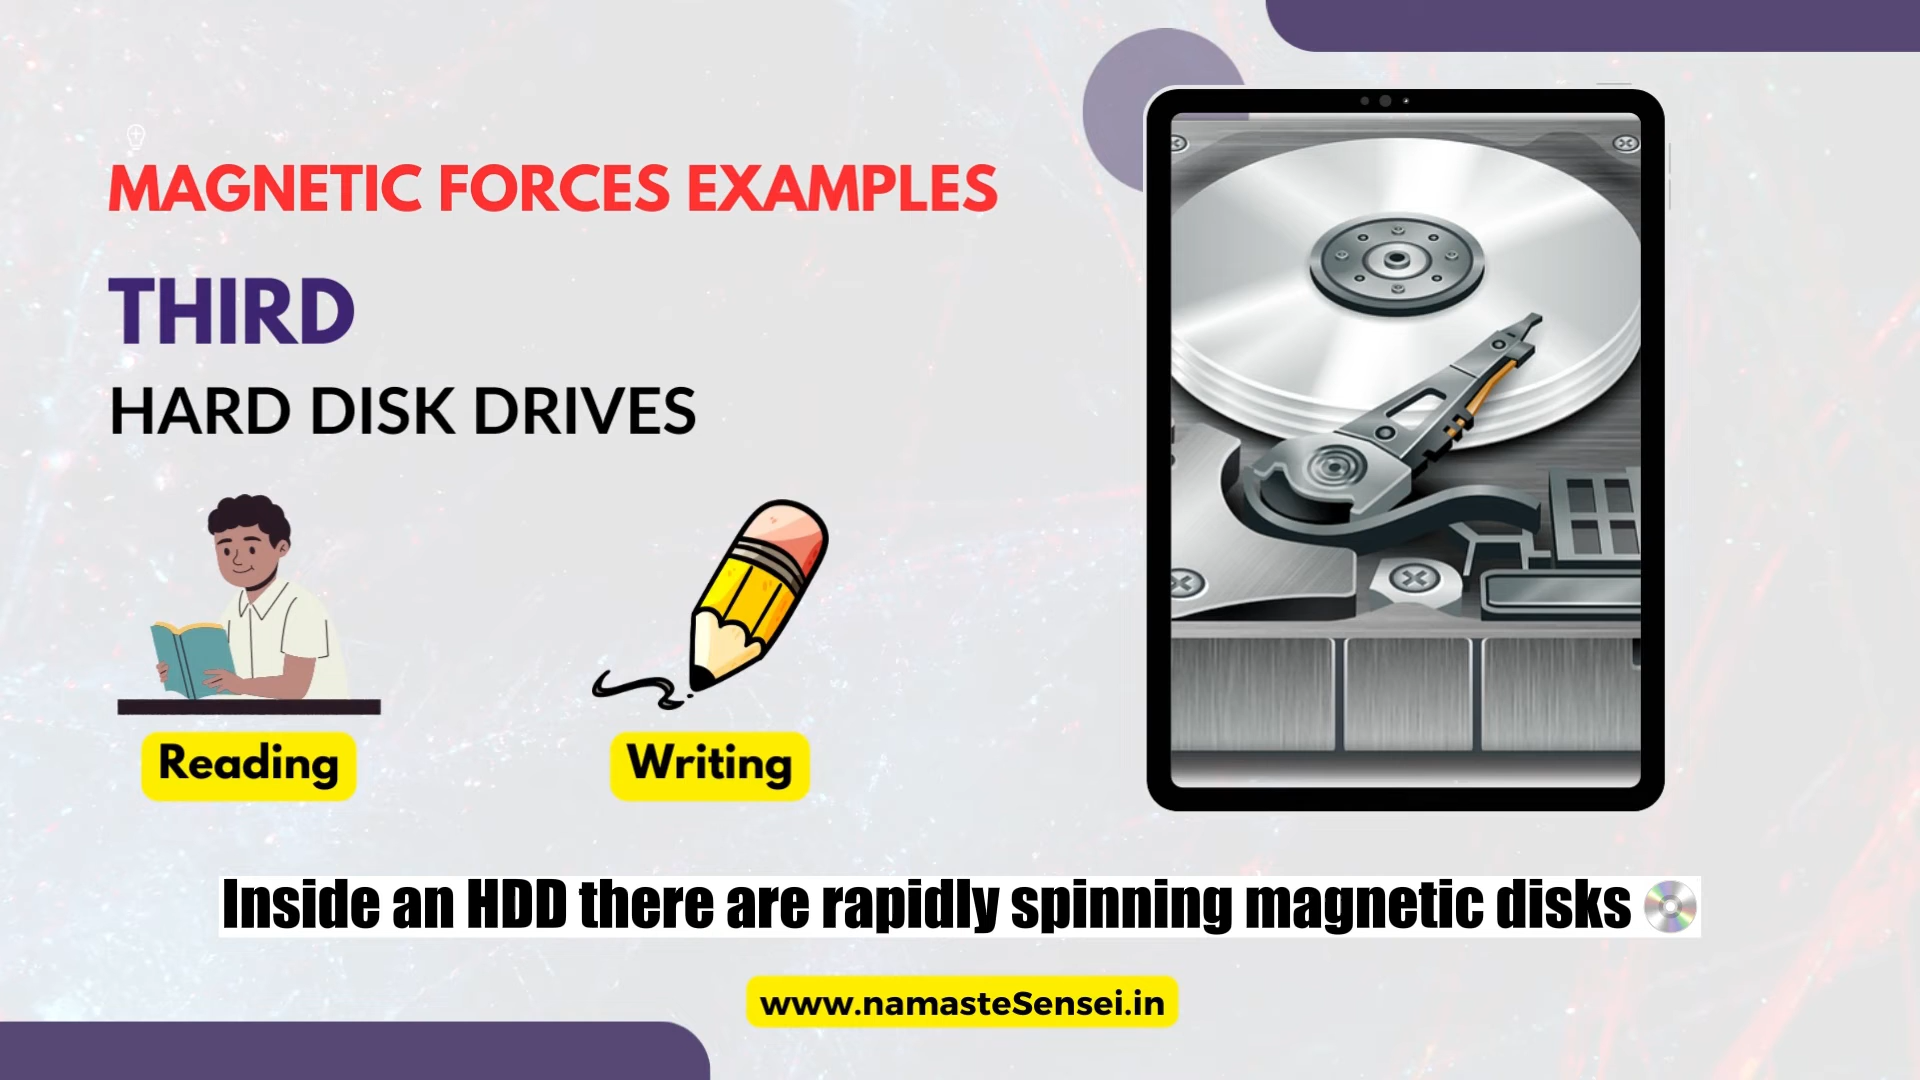 MAGNETIC FORCES EXAMPLES
THIRD
HARD DISK DRIVES
Reading
Writing
Inside an HDD there are rapidly spinning magnetic disks
www.namasteSensei.in